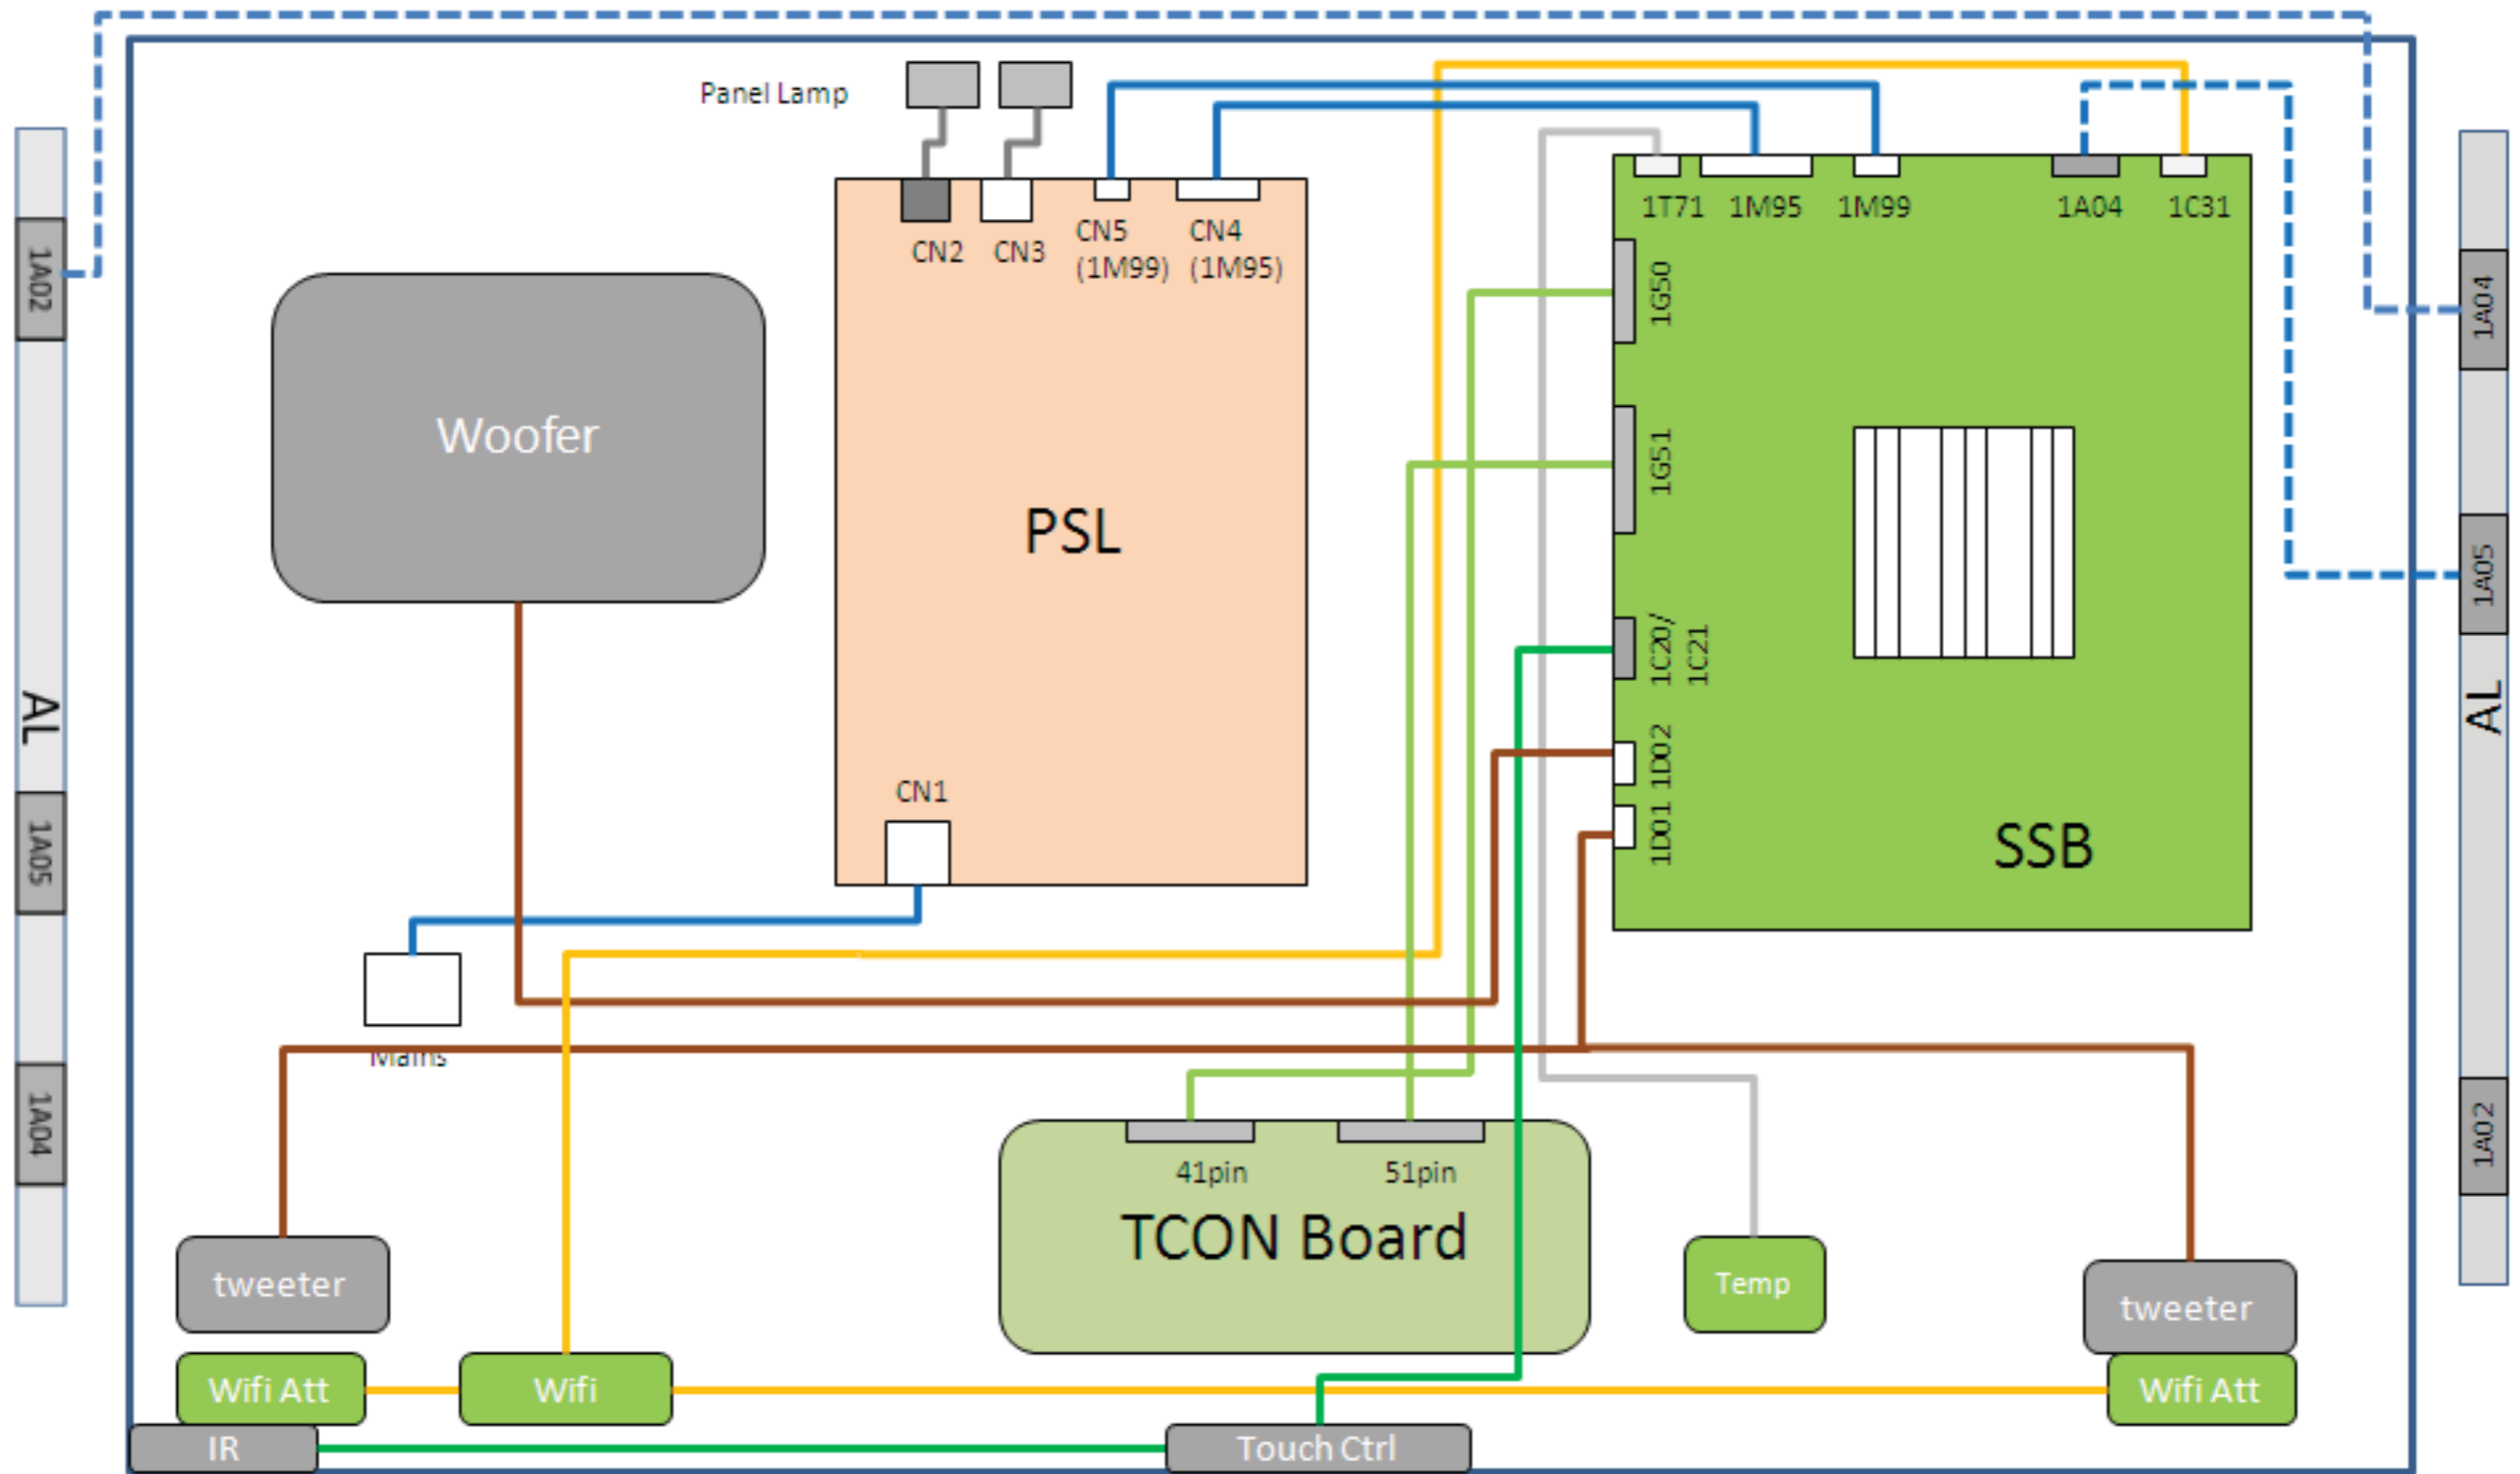 Panel Lamp
1T71
1M95
1M99
1A04
1C31
CN2
CN3
CN5
(1M99)
CN4
(1M95)
1A02
1G50
1A04
Woofer
1G51
PSL
1A05
1C20/
1C21
AL
AL
1D02
CN1
1D01
SSB
1A05
Mains
1A04
1A02
41pin
51pin
TCON Board
tweeter
Temp
tweeter
Wifi Att
Wifi
Wifi Att
IR
Touch Ctrl